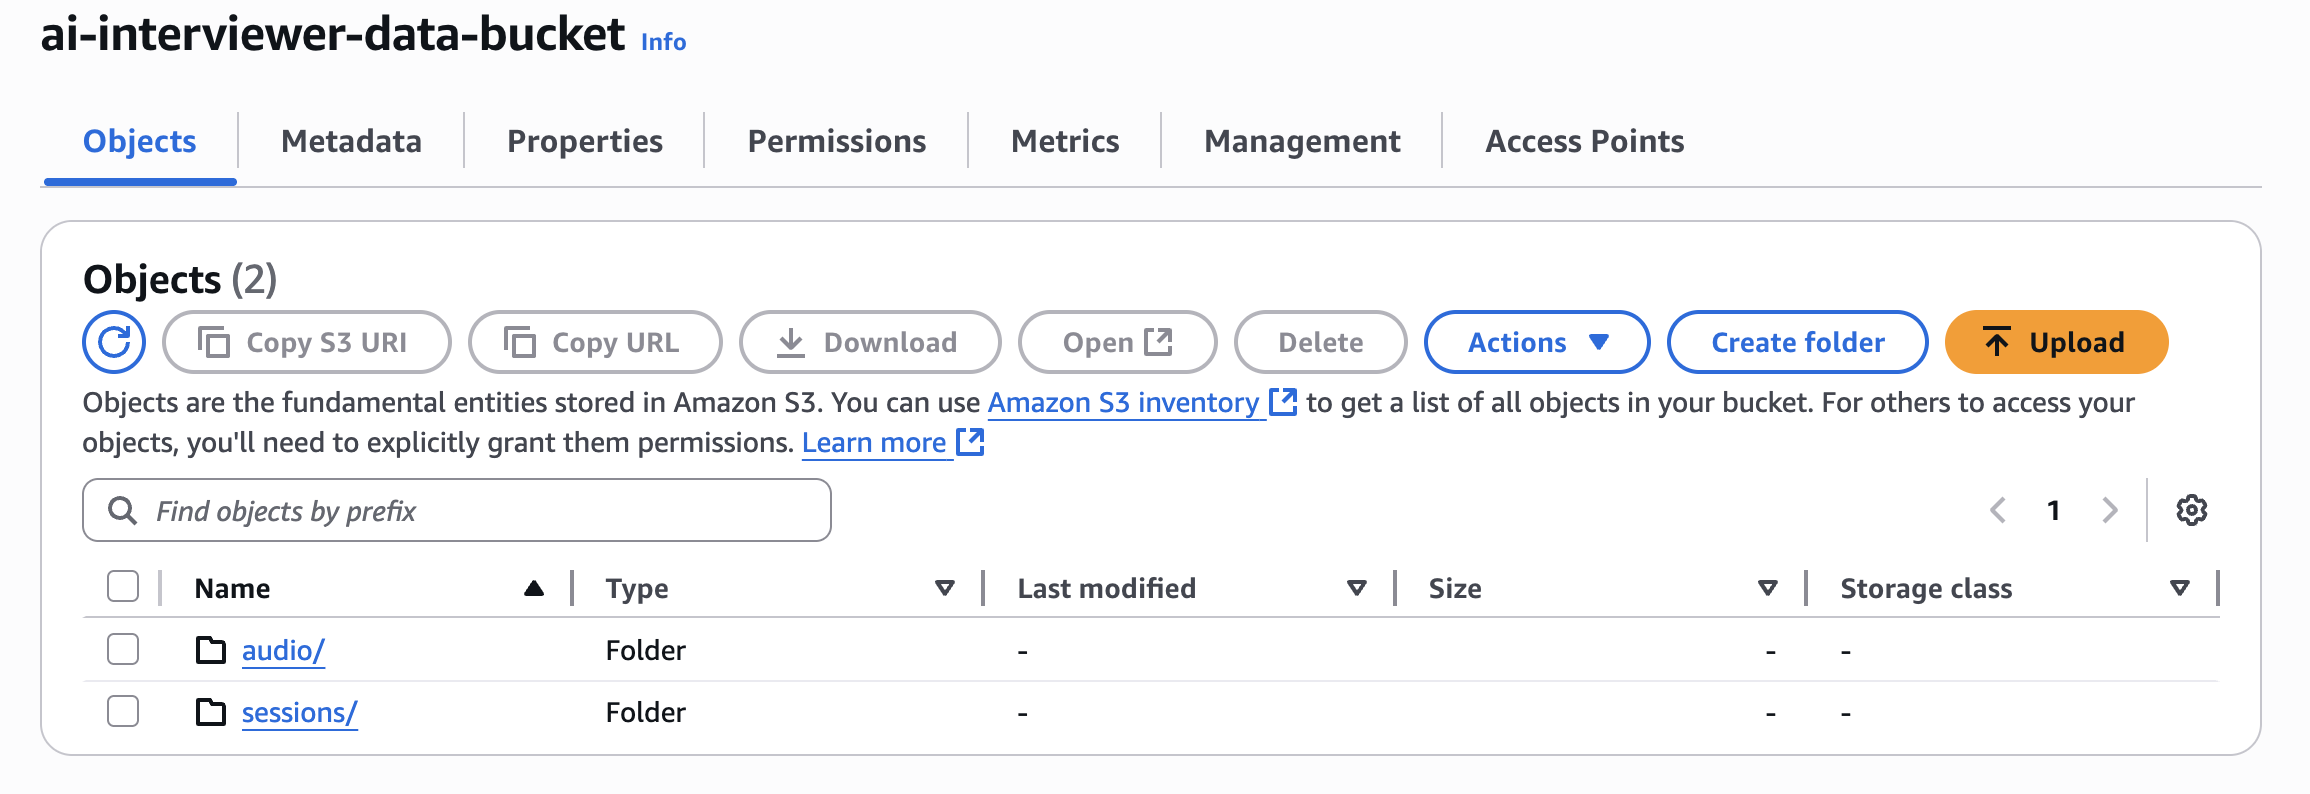 ai-interviewer-data-bucket Info
Objects Metadata Properties Permissions Metrics Management Access Points
Objects (2)
Copy S3 URI Copy URL Download Open Delete Actions Create folder Upload
Objects are the fundamental entities stored in Amazon S3. You can use Amazon S3 inventory to get a list of all objects in your bucket. For others to access your
objects, you'll need to explicitly grant them permissions. Learn more
Find objects by prefix 1
Name Type Last modified Size Storage class
audio/ Folder - - -
sessions/ Folder - - -